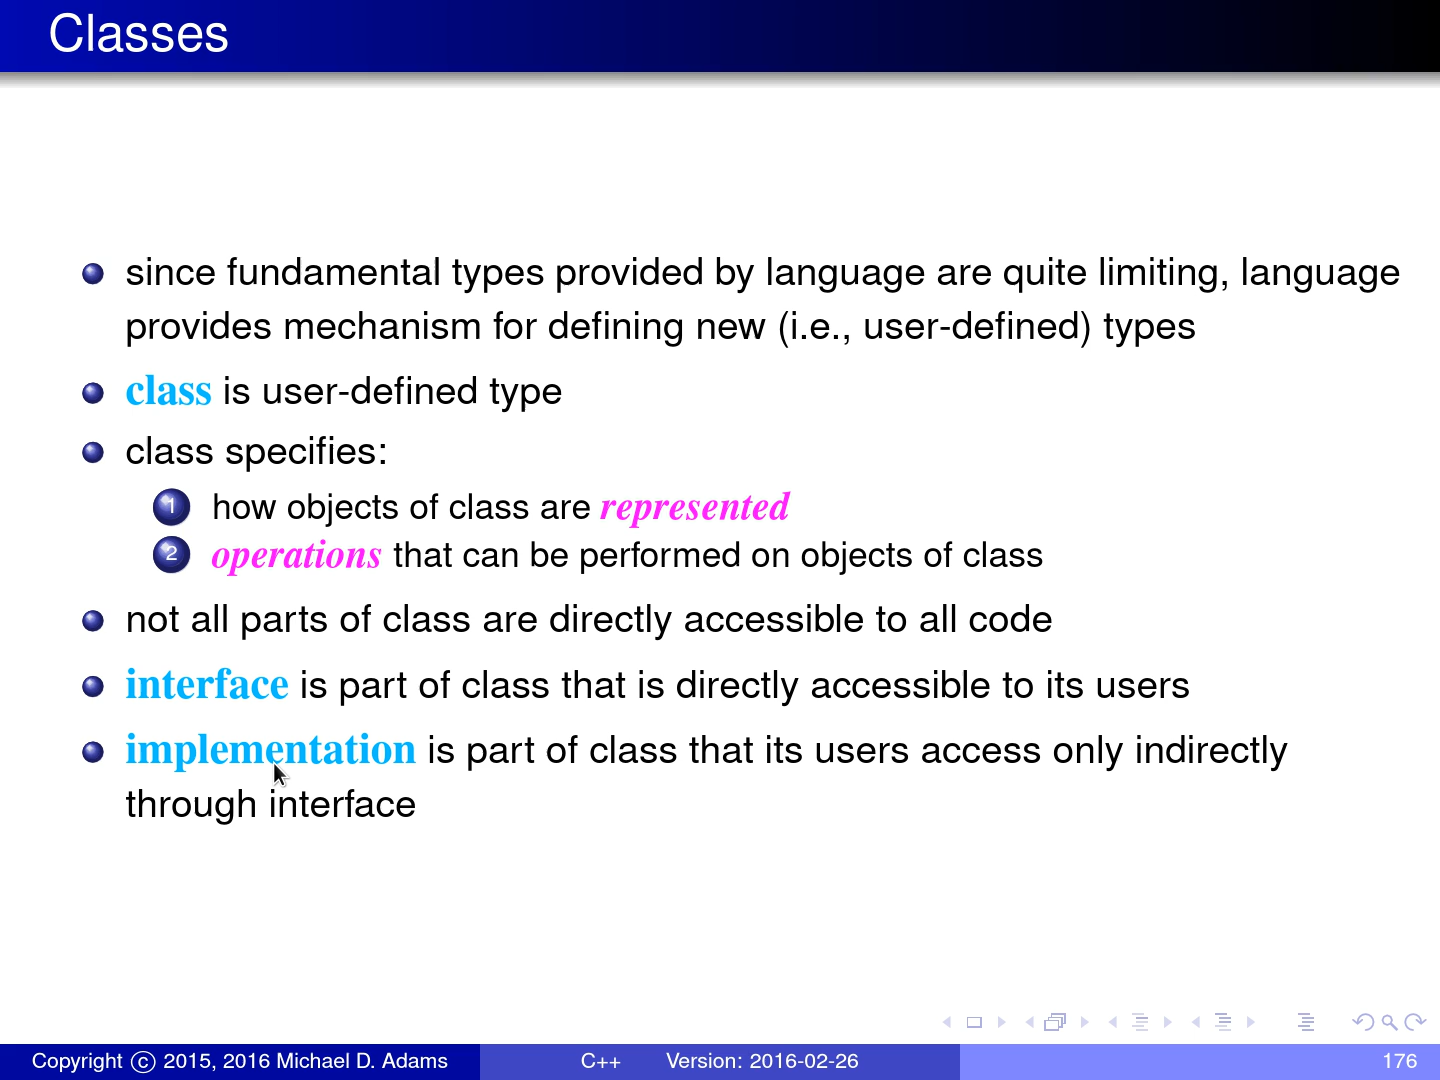 Classes
since fundamental types provided by language are quite limiting, language
provides mechanism for defining new (i.e., user-defined) types
class is user-defined type
class specifies:
1 how objects of class are represented
2 operations that can be performed on objects of class
not all parts of class are directly accessible to all code
interface is part of class that is directly accessible to its users
implementation is part of class that its users access only indirectly
through interface
Copyright © 2015, 2016 Michael D. Adams C++ Version: 2016-02-26 176